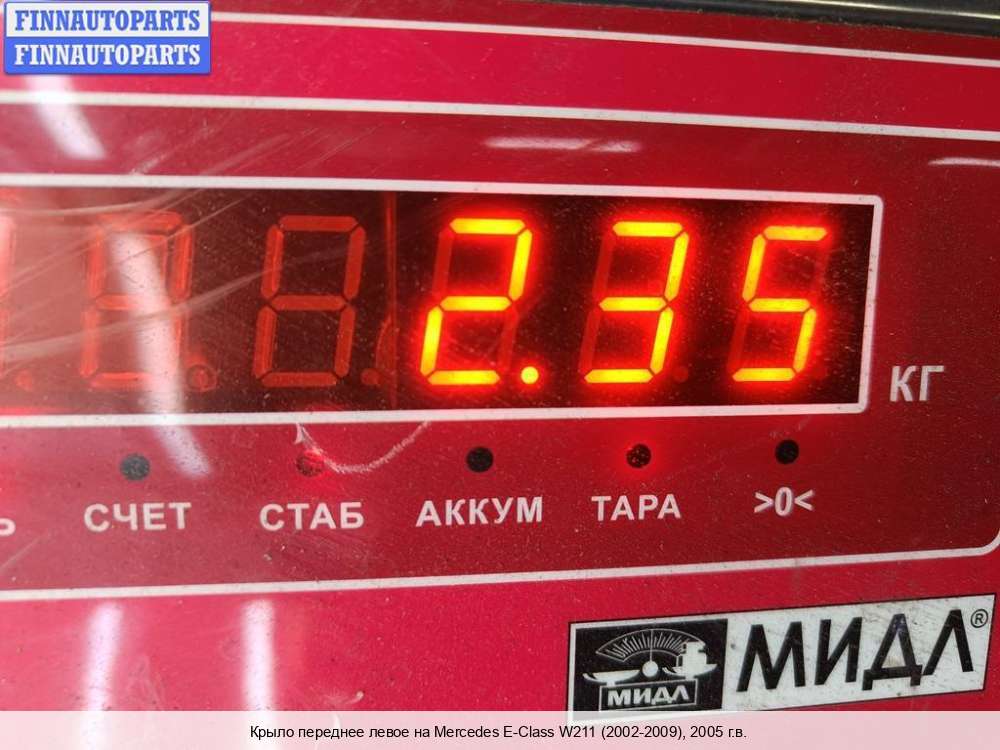 FINNAUTOPARTS
FINNAUTOPARTS
2.35
КГ
Ь СЧЕТ СТАБ АККУМ ТАРА >0<
МИДЛ МИДЛ®
Крыло переднее левое на Mercedes E-Class W211 (2002-2009), 2005 г.в.